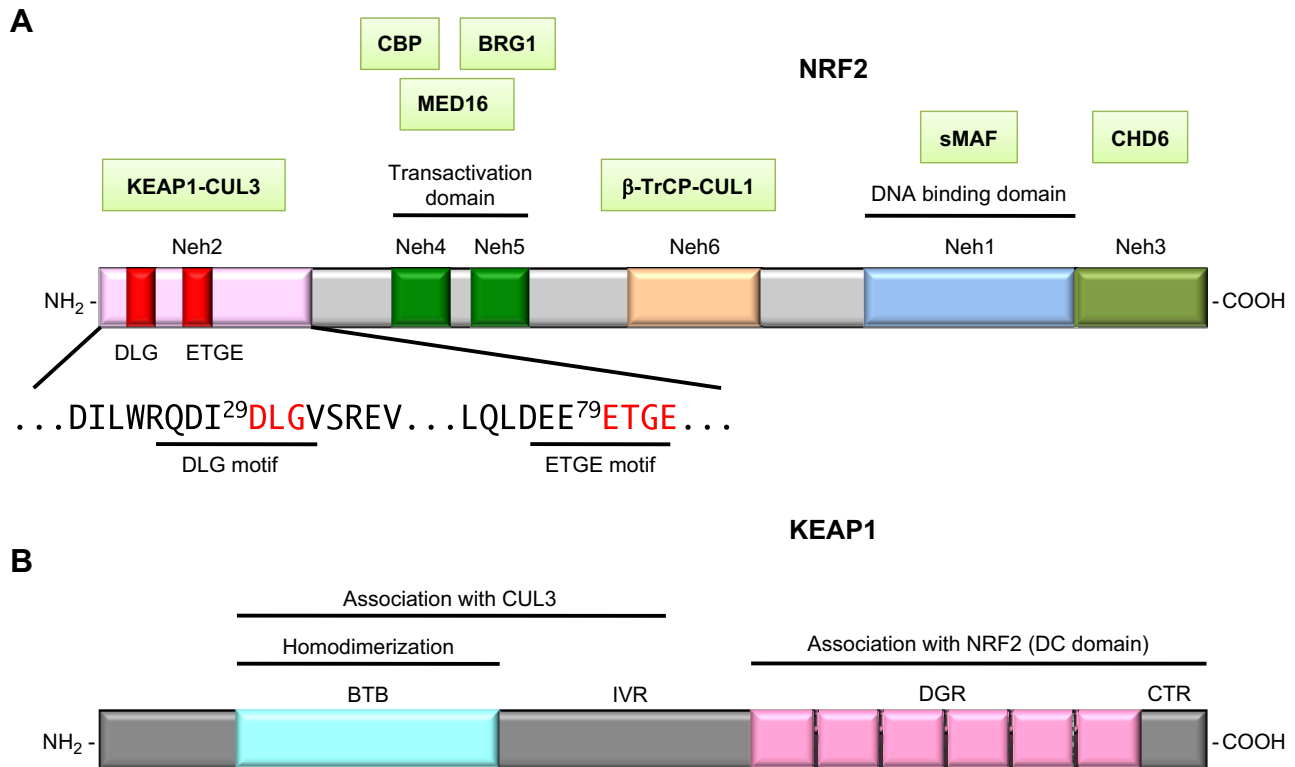 A
CBP
BRG1
NRF2
MED16
sMAF
CHD6
KEAP1-CUL3
Transactivation
domain
β-TrCP-CUL1
DNA binding domain
Neh2
Neh4
Neh5
Neh6
Neh1
Neh3
NH2 -
-COOH
DLG
ETGE
...DILWRQDI29DLGVSREV...LQLDEE79ETGE...
DLG motif
ETGE motif
KEAP1
B
Association with CUL3
Homodimerization
Association with NRF2 (DC domain)
BTB
IVR
DGR
CTR
NH2 -
-COOH